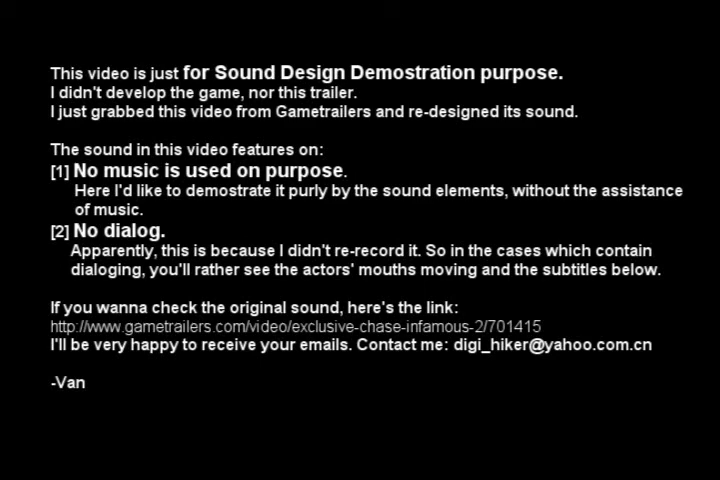 This video is just for Sound Design Demostration purpose.
I didn't develop the game, nor this trailer.
I just grabbed this video from Gametrailers and re-designed its sound.
The sound in this video features on:
[1] No music is used on purpose.
Here I'd like to demostrate it purly by the sound elements, without the assistance
of music.
[2] No dialog.
Apparently, this is because I didn't re-record it. So in the cases which contain
dialoging, you'll rather see the actors' mouths moving and the subtitles below.
If you wanna check the original sound, here's the link:
http://www.gametrailers.com/video/exclusive-chase-infamous-2/701415
I'll be very happy to receive your emails. Contact me: digi_hiker@yahoo.com.cn
-Van